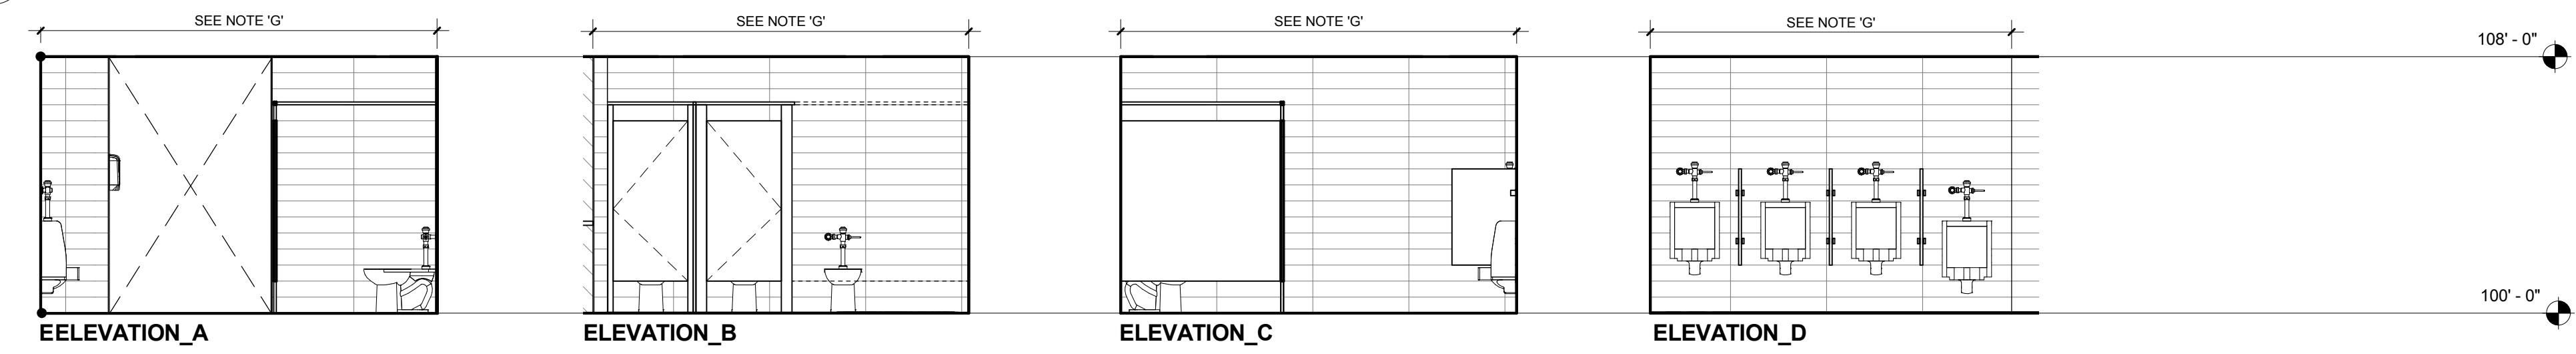 SEE NOTE 'G'
SEE NOTE 'G'
SEE NOTE 'G'
SEE NOTE 'G'
108' - 0"
100' - 0"
EELEVATION_A
ELEVATION_B
ELEVATION_C
ELEVATION_D